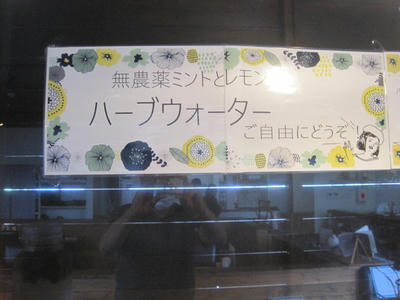 無農薬ミントとレモン
ハーブウォーター
ご自由にどうぞ!